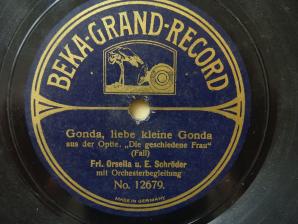 BEKA-GRAND-RECORD
Gonda, liebe kleine Gonda
aus der Optte. „Die geschiedene Frau"
(Fall)
Frl. Orsella u. E. Schröder
mit Orchesterbegleitung
No. 12679.
MADE IN GERMANY